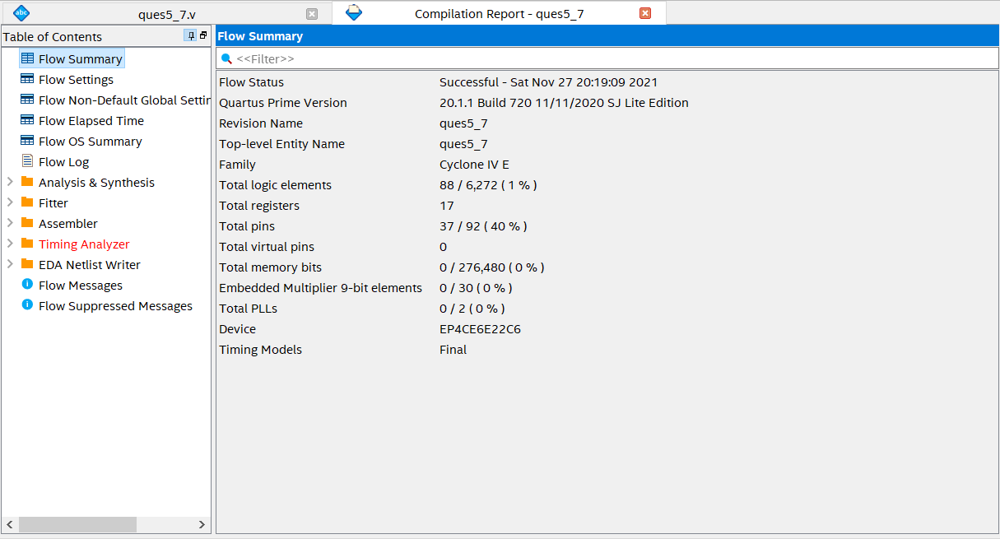 abc ques5_7.v Compilation Report - ques5_7
Table of Contents
Flow Summary
Flow Settings
Flow Non-Default Global Settin
Flow Elapsed Time
Flow OS Summary
Flow Log
Analysis & Synthesis
Fitter
Assembler
Timing Analyzer
EDA Netlist Writer
Flow Messages
Flow Suppressed Messages
Flow Summary
<<Filter>>
Flow Status Successful - Sat Nov 27 20:19:09 2021
Quartus Prime Version 20.1.1 Build 720 11/11/2020 SJ Lite Edition
Revision Name ques5_7
Top-level Entity Name ques5_7
Family Cyclone IV E
Total logic elements 88 / 6,272 ( 1 % )
Total registers 17
Total pins 37 / 92 ( 40 % )
Total virtual pins 0
Total memory bits 0 / 276,480 ( 0 % )
Embedded Multiplier 9-bit elements 0 / 30 ( 0 % )
Total PLLs 0 / 2 ( 0 % )
Device EP4CE6E22C6
Timing Models Final